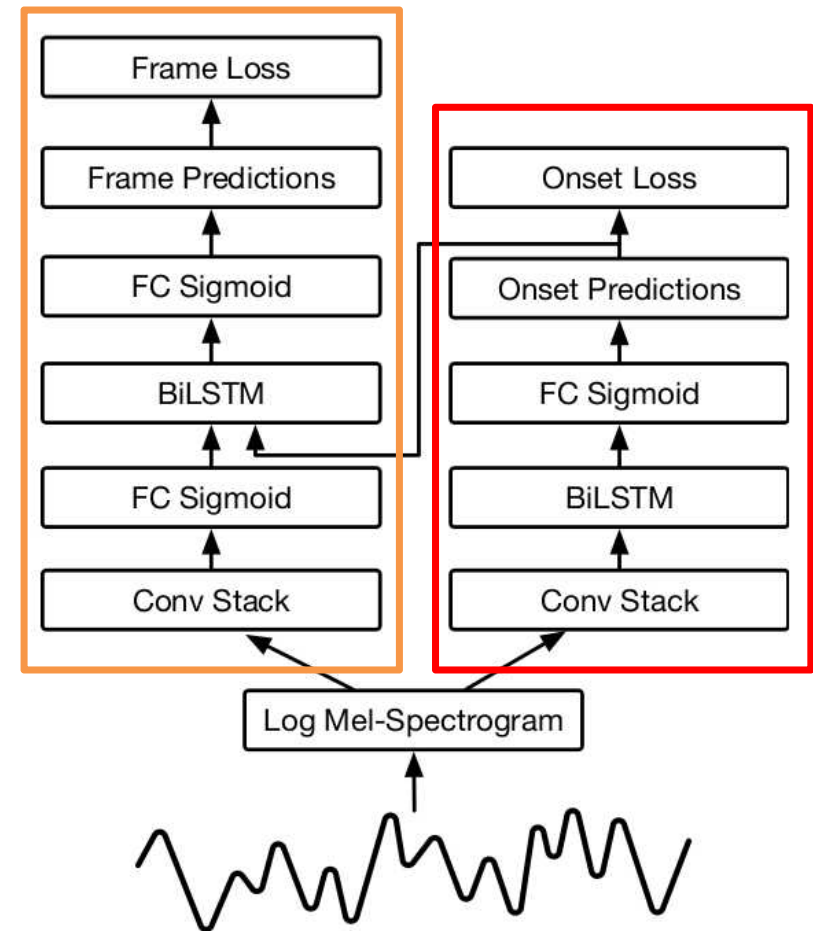 Frame Loss
Frame Predictions
FC Sigmoid
BiLSTM
FC Sigmoid
Conv Stack
Onset Loss
Onset Predictions
FC Sigmoid
BiLSTM
Conv Stack
Log Mel-Spectrogram